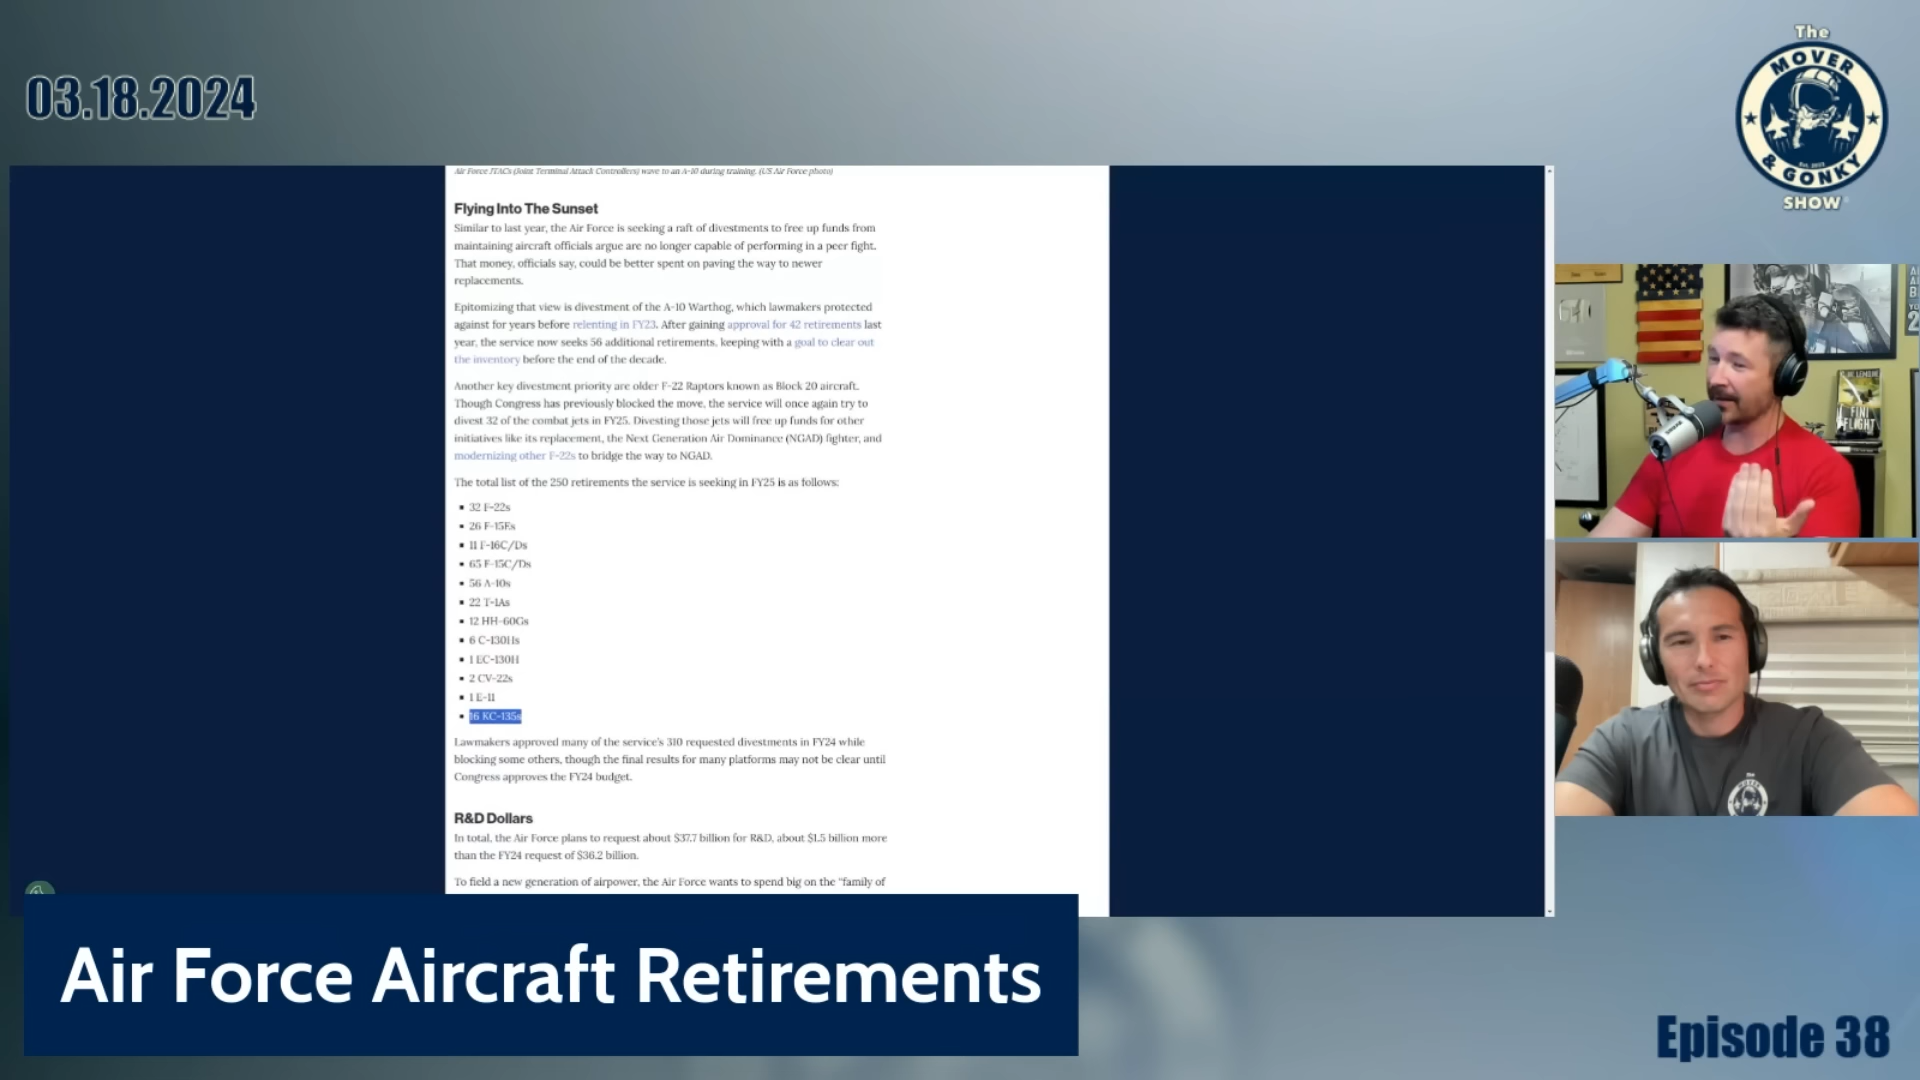 03.18.2024
The
MOVER
& GONKY
SHOW
Air Force JTACs (Joint Terminal Attack Controllers) wave to an A-10 during training. (US Air Force photo)
Flying Into The Sunset
Similar to last year, the Air Force is seeking a raft of divestments to free up funds from
maintaining aircraft officials argue are no longer capable of performing in a peer fight.
That money, officials say, could be better spent on paving the way to newer
replacements.
Epitomizing that view is divestment of the A-10 Warthog, which lawmakers protected
against for years before relenting in FY23. After gaining approval for 42 retirements last
year, the service now seeks 56 additional retirements, keeping with a goal to clear out
the inventory before the end of the decade.
Another key divestment priority are older F-22 Raptors known as Block 20 aircraft.
Though Congress has previously blocked the move, the service will once again try to
divest 32 of the combat jets in FY25. Divesting those jets will free up funds for other
initiatives like its replacement, the Next Generation Air Dominance (NGAD) fighter, and
modernizing other F-22s to bridge the way to NGAD.
The total list of the 250 retirements the service is seeking in FY25 is as follows:
▪ 32 F-22s
▪ 26 F-15Es
▪ 11 F-16C/Ds
▪ 65 F-15C/Ds
▪ 56 A-10s
▪ 22 T-1As
▪ 12 HH-60Gs
▪ 6 C-130Hs
▪ 1 EC-130H
▪ 2 CV-22s
▪ 1 E-11
▪ 16 KC-135s
Lawmakers approved many of the service's 310 requested divestments in FY24 while
blocking some others, though the final results for many platforms may not be clear until
Congress approves the FY24 budget.
R&D Dollars
In total, the Air Force plans to request about $37.7 billion for R&D, about $1.5 billion more
than the FY24 request of $36.2 billion.
To field a new generation of airpower, the Air Force wants to spend big on the "family of
FINI
FLIGHT
Air Force Aircraft Retirements
Episode 38